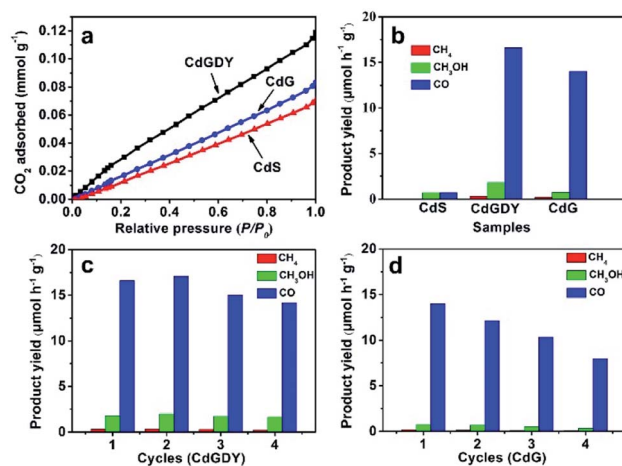 a
CO₂ adsorbed (mmol g⁻¹)
0.12
0.10
0.08
0.06
0.04
0.02
0.00
CdGDY
CdG
CdS
0.0 0.2 0.4 0.6 0.8 1.0
Relative pressure (P/P₀)
b
Product yield (μmol h⁻¹ g⁻¹)
20
15
10
5
0
CH₄
CH₃OH
CO
CdS CdGDY CdG
Samples
c
Product yield (μmol h⁻¹ g⁻¹)
20
15
10
5
0
CH₄
CH₃OH
CO
1 2 3 4
Cycles (CdGDY)
d
Product yield (μmol h⁻¹ g⁻¹)
20
15
10
5
0
CH₄
CH₃OH
CO
1 2 3 4
Cycles (CdG)